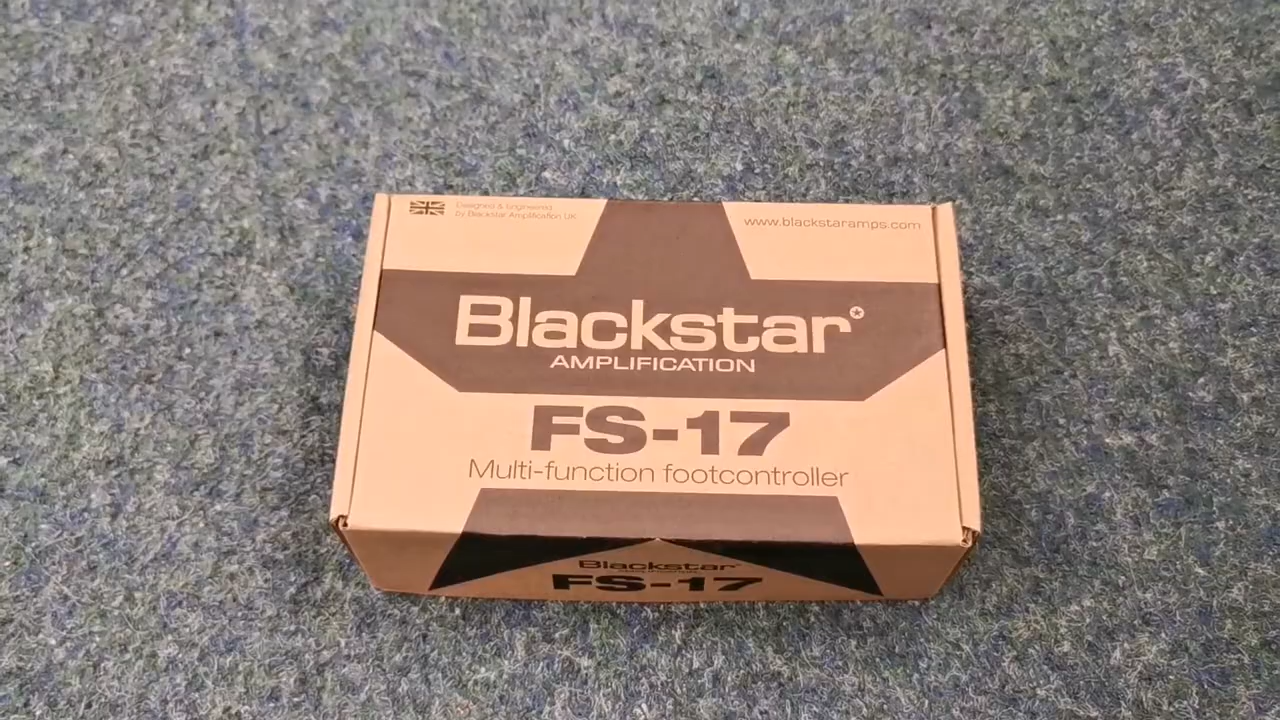 Designed & Engineered
by Blackstar Amplification UK
www.blackstaramps.com
Blackstar
AMPLIFICATION
FS-17
Multi-function footcontroller
Blackstar
FS-17